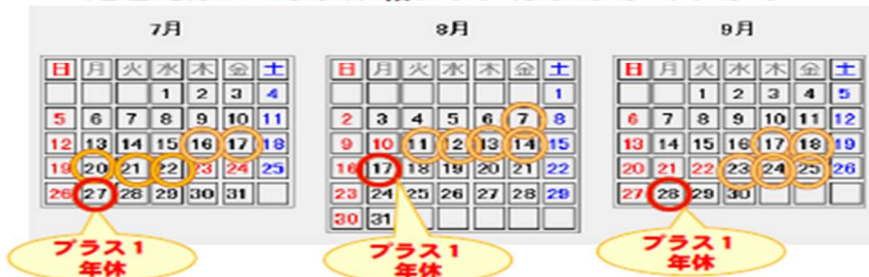 7月 8月 9月
日 月 火 水 木 金 土 日 月 火 水 木 金 土 日 月 火 水 木 金 土
1 2 3 4 1 1 2 3 4 5
5 6 7 8 9 10 11 2 3 4 5 6 7 8 6 7 8 9 10 11 12
12 13 14 15 16 17 18 9 10 11 12 13 14 15 13 14 15 16 17 18 19
19 20 21 22 23 24 25 16 17 18 19 20 21 22 20 21 22 23 24 25 26
26 27 28 29 30 31 23 24 25 26 27 28 29 27 28 29 30
30 31
プラス1 プラス1 プラス1
年休 年休 年休